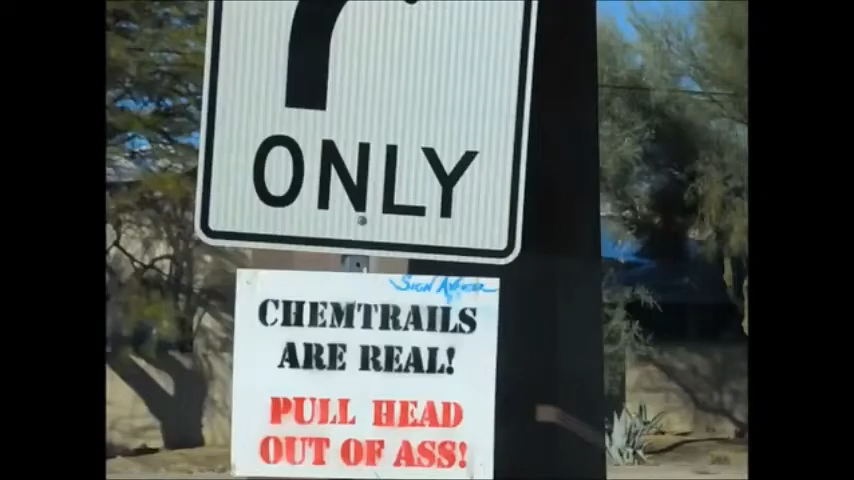 ONLY
CHEMTRAILS
ARE REAL!
PULL HEAD
OUT OF ASS!